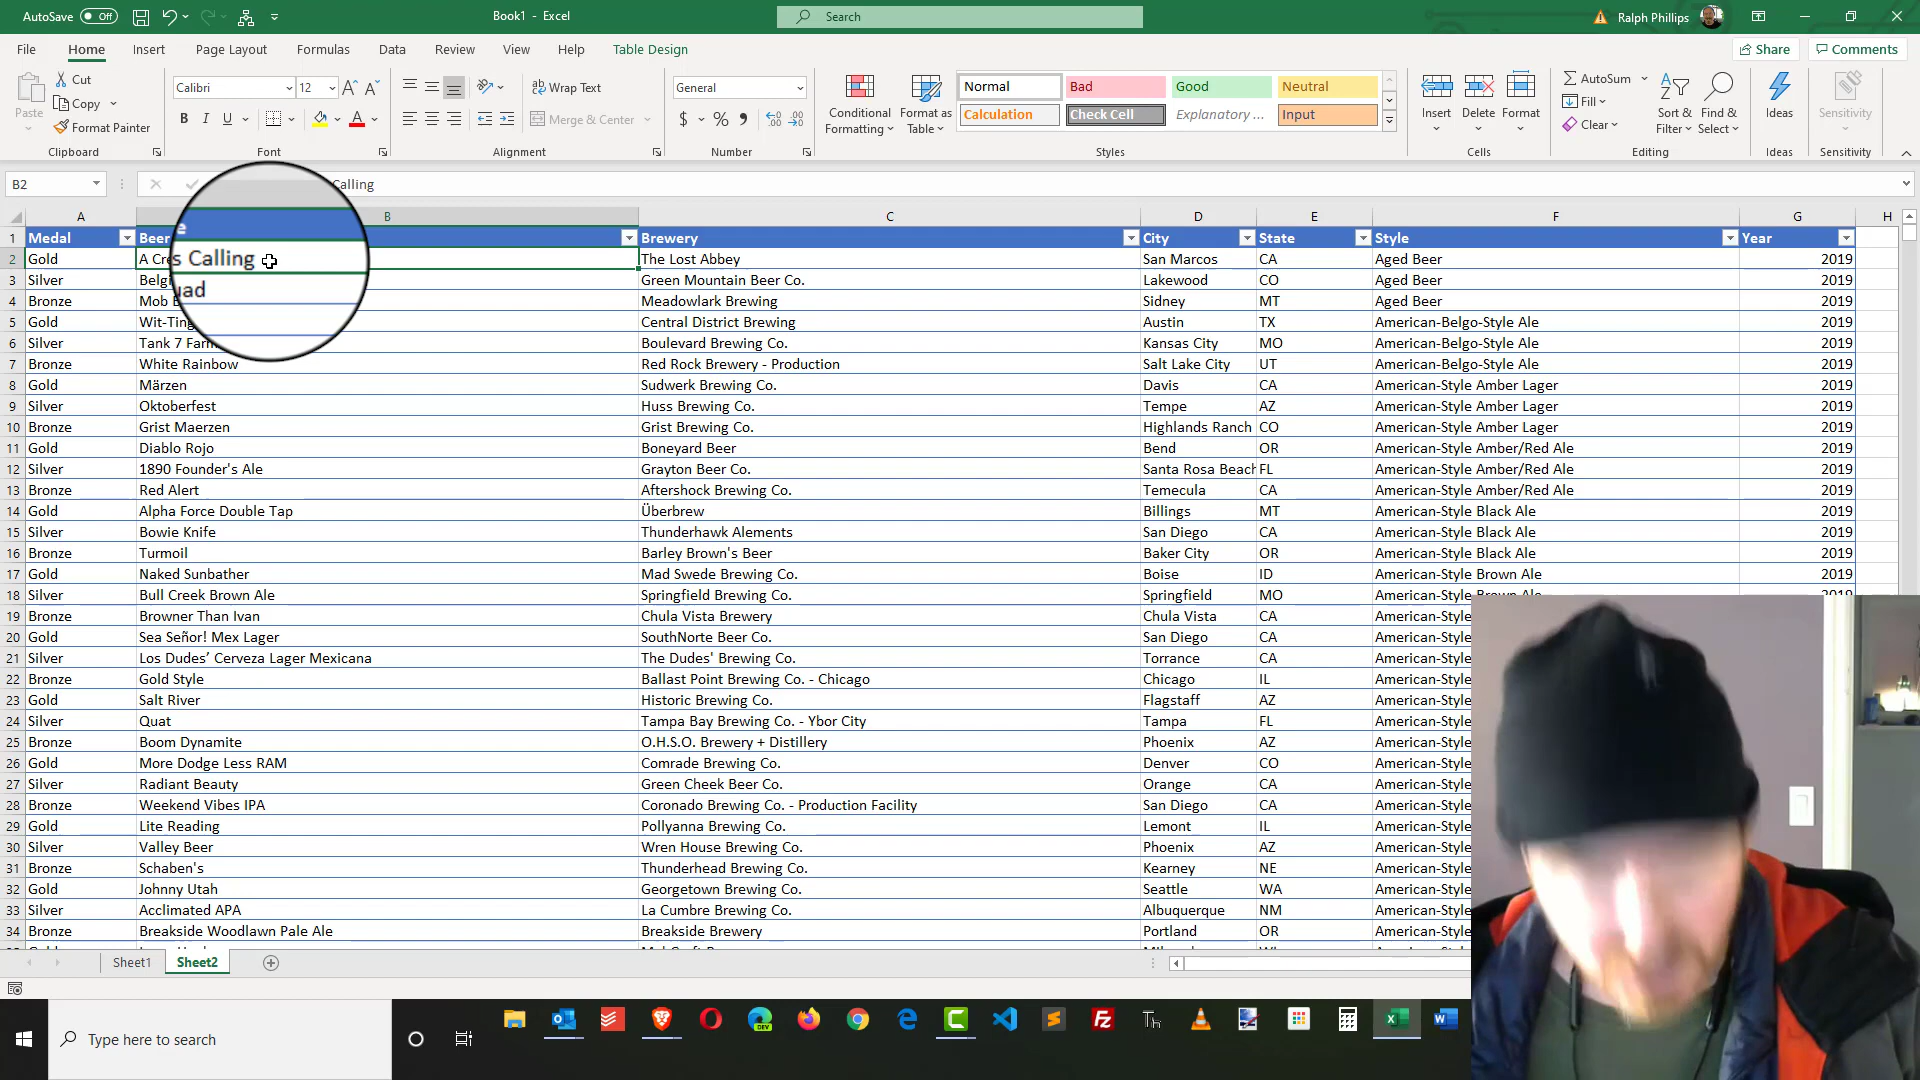 AutoSave Off Book1 - Excel Search Ralph Phillips
File Home Insert Page Layout Formulas Data Review View Help Table Design Share Comments
Cut Calibri 12 Wrap Text General Normal Bad Good Neutral AutoSum
Paste Copy Conditional Formatting Format as Table Insert Delete Format Fill Sort & Filter Find & Select Ideas Sensitivity
Format Painter B I U Merge & Center $ % Calculation Check Cell Explanatory ... Input Clear
Clipboard Font Alignment Number Styles Cells Editing Ideas Sensitivity
B2 Calling
A B C D E F G H
1 Medal Beer Brewery City State Style Year
2 Gold s Calling The Lost Abbey San Marcos CA Aged Beer 2019
3 Silver Green Mountain Beer Co. Lakewood CO Aged Beer 2019
4 Bronze Mob Meadowlark Brewing Sidney MT Aged Beer 2019
5 Gold Central District Brewing Austin TX American-Belgo-Style Ale 2019
6 Silver Tank 7 Boulevard Brewing Co. Kansas City MO American-Belgo-Style Ale 2019
7 Bronze White Rainbow Red Rock Brewery - Production Salt Lake City UT American-Belgo-Style Ale 2019
8 Gold Märzen Sudwerk Brewing Co. Davis CA American-Style Amber Lager 2019
9 Silver Oktoberfest Huss Brewing Co. Tempe AZ American-Style Amber Lager 2019
10 Bronze Grist Maerzen Grist Brewing Co. Highlands Ranch CO American-Style Amber Lager 2019
11 Gold Diablo Rojo Boneyard Beer Bend OR American-Style Amber/Red Ale 2019
12 Silver 1890 Founder's Ale Grayton Beer Co. Santa Rosa Beach FL American-Style Amber/Red Ale 2019
13 Bronze Red Alert Aftershock Brewing Co. Temecula CA American-Style Amber/Red Ale 2019
14 Gold Alpha Force Double Tap Überbrew Billings MT American-Style Black Ale 2019
15 Silver Bowie Knife Thunderhawk Alements San Diego CA American-Style Black Ale 2019
16 Bronze Turmoil Barley Brown's Beer Baker City OR American-Style Black Ale 2019
17 Gold Naked Sunbather Mad Swede Brewing Co. Boise ID American-Style Brown Ale 2019
18 Silver Bull Creek Brown Ale Springfield Brewing Co. Springfield MO American-Style Brown Ale 2019
19 Bronze Browner Than Ivan Chula Vista Brewery Chula Vista CA American-Style
20 Gold Sea Señor! Mex Lager SouthNorte Beer Co. San Diego CA American-Style
21 Silver Los Dudes’ Cerveza Lager Mexicana The Dudes' Brewing Co. Torrance CA American-Style
22 Bronze Gold Style Ballast Point Brewing Co. - Chicago Chicago IL American-Style
23 Gold Salt River Historic Brewing Co. Flagstaff AZ American-Style
24 Silver Quat Tampa Bay Brewing Co. - Ybor City Tampa FL American-Style
25 Bronze Boom Dynamite O.H.S.O. Brewery + Distillery Phoenix AZ American-Style
26 Gold More Dodge Less RAM Comrade Brewing Co. Denver CO American-Style
27 Silver Radiant Beauty Green Cheek Beer Co. Orange CA American-Style
28 Bronze Weekend Vibes IPA Coronado Brewing Co. - Production Facility San Diego CA American-Style
29 Gold Lite Reading Pollyanna Brewing Co. Lemont IL American-Style
30 Silver Valley Beer Wren House Brewing Co. Phoenix AZ American-Style
31 Bronze Schaben's Thunderhead Brewing Co. Kearney NE American-Style
32 Gold Johnny Utah Georgetown Brewing Co. Seattle WA American-Style
33 Silver Acclimated APA La Cumbre Brewing Co. Albuquerque NM American-Style
34 Bronze Breakside Woodlawn Pale Ale Breakside Brewery Portland OR American-Style
Sheet1 Sheet2
Type here to search